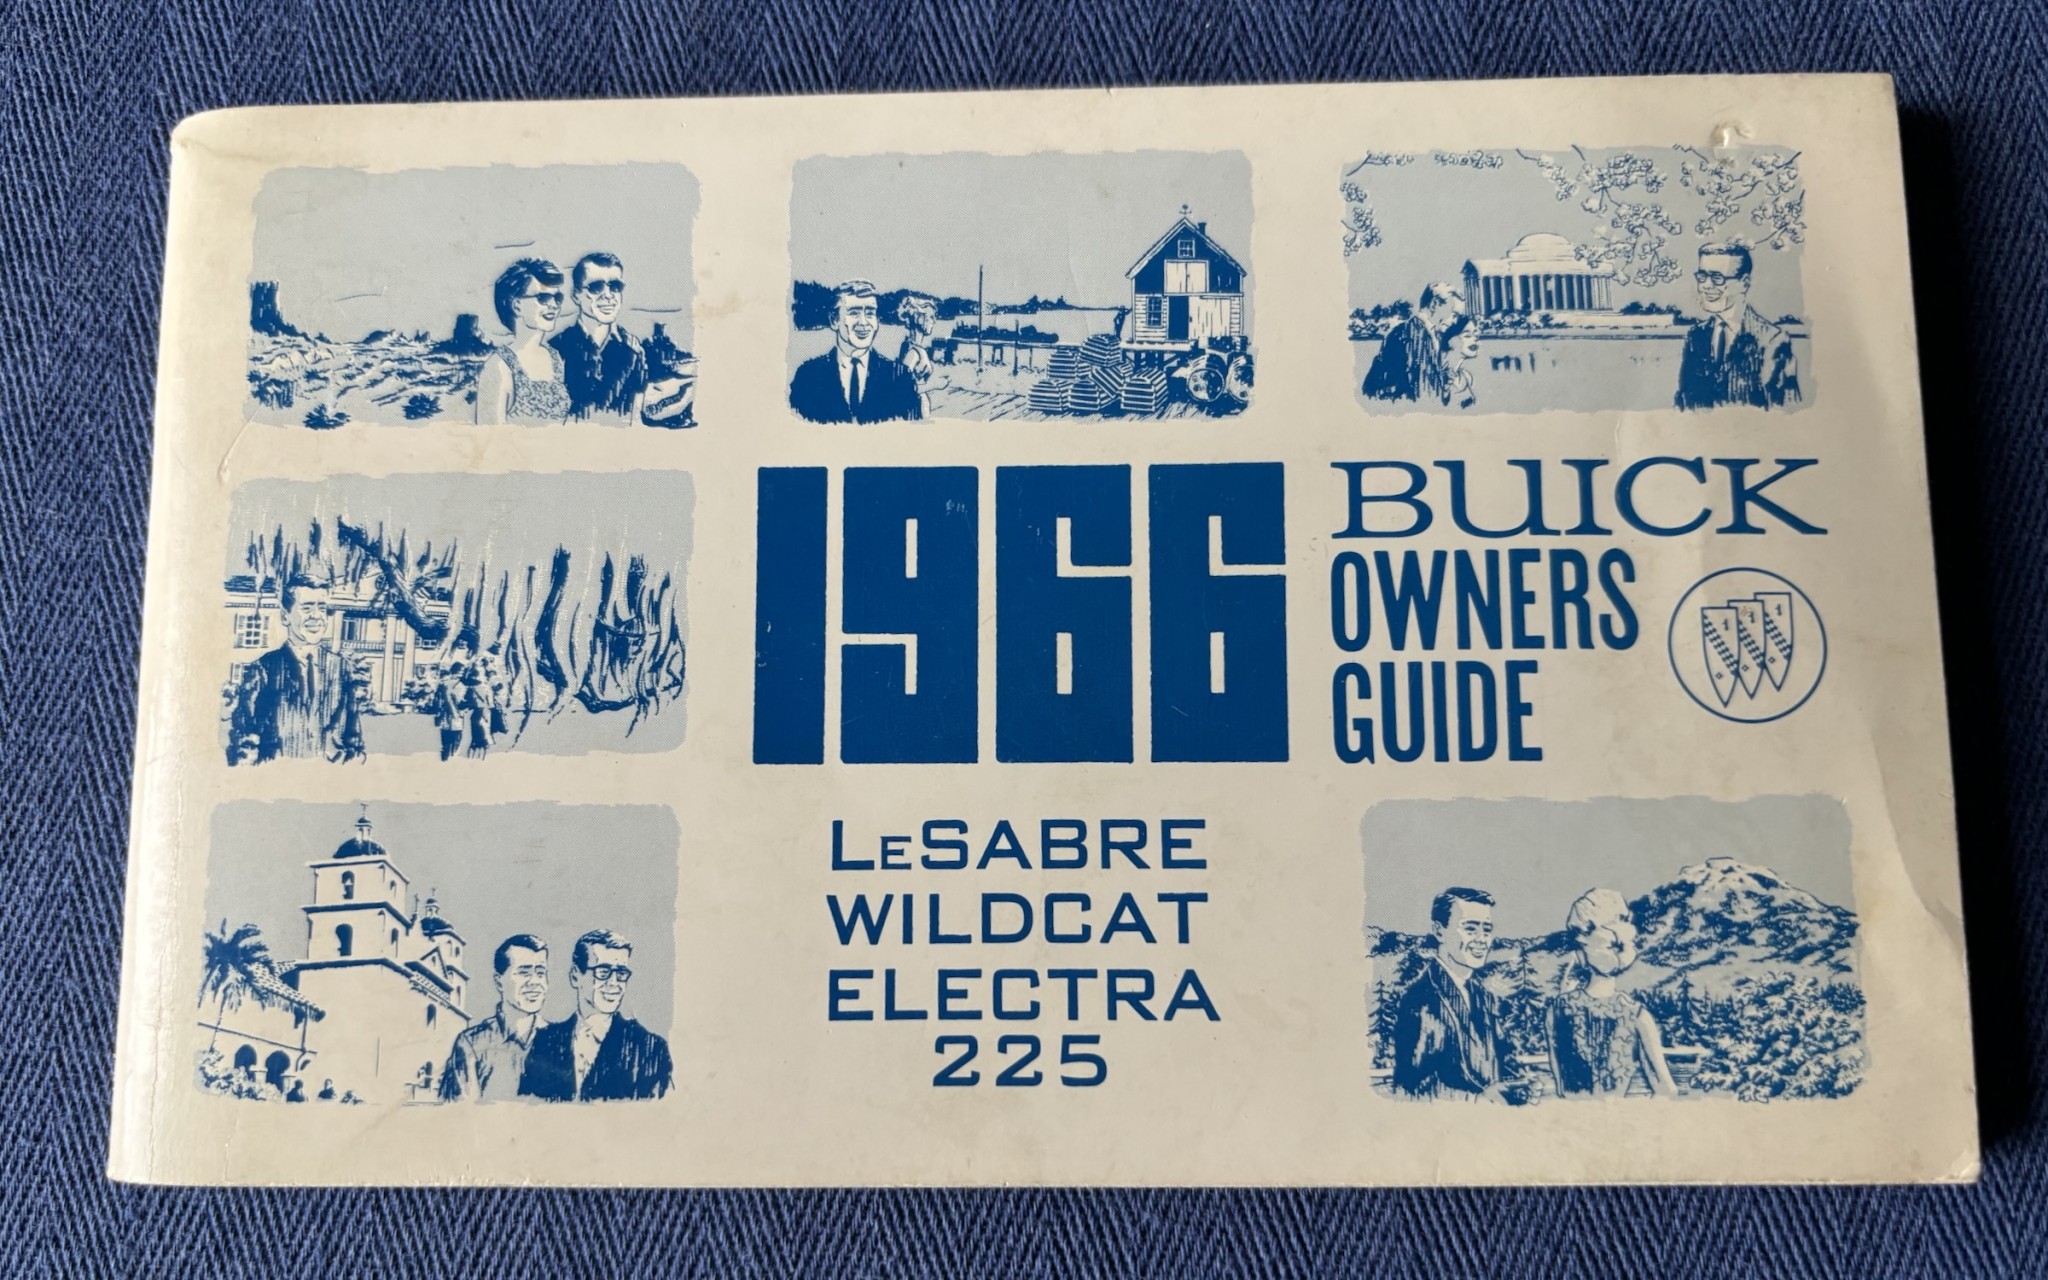 1966
BUICK
OWNERS
GUIDE
LeSABRE
WILDCAT
ELECTRA
225